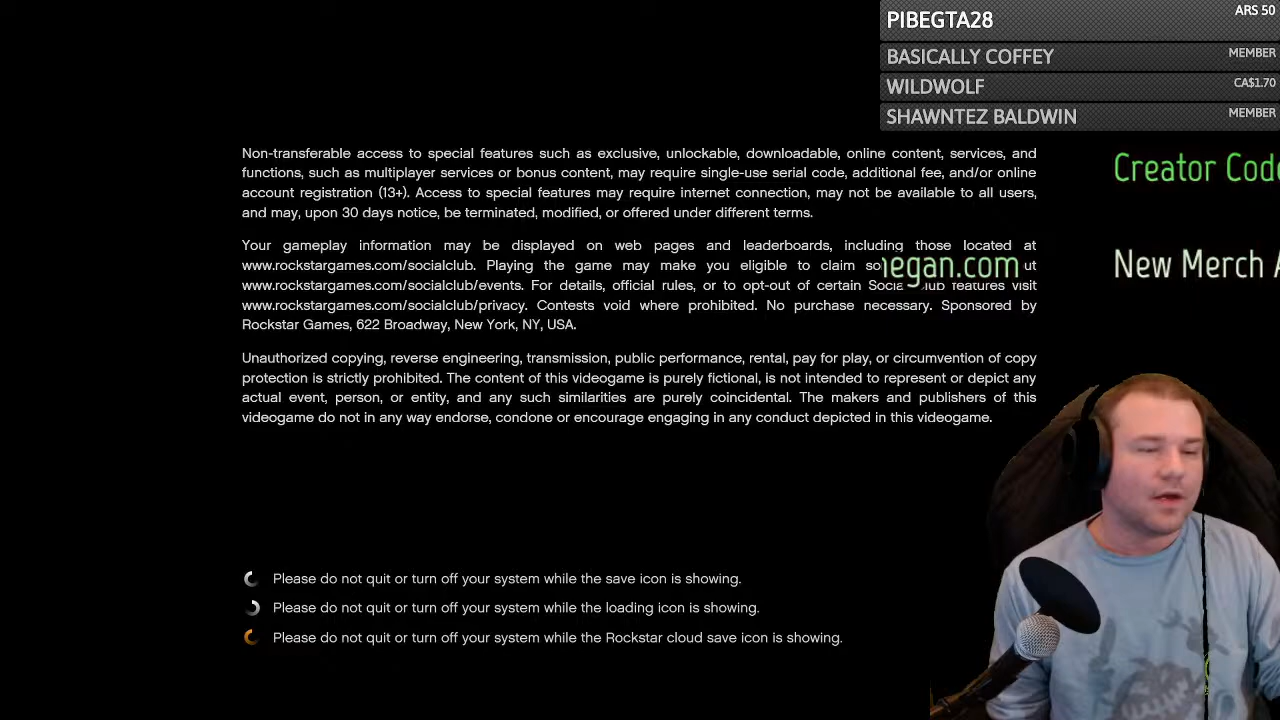 PIBEGTA28 ARS 50
BASICALLY COFFEY MEMBER
WILDWOLF CA$1.70
SHAWNTEZ BALDWIN MEMBER
Non-transferable access to special features such as exclusive, unlockable, downloadable, online content, services, and
functions, such as multiplayer services or bonus content, may require single-use serial code, additional fee, and/or online
account registration (13+). Access to special features may require internet connection, may not be available to all users,
and may, upon 30 days notice, be terminated, modified, or offered under different terms.
Creator Code
Your gameplay information may be displayed on web pages and leaderboards, including those located at
www.rockstargames.com/socialclub. Playing the game may make you eligible to claim so negan.com ut
New Merch A
www.rockstargames.com/socialclub/events. For details, official rules, or to opt-out of certain Social Club features visit
www.rockstargames.com/socialclub/privacy. Contests void where prohibited. No purchase necessary. Sponsored by
Rockstar Games, 622 Broadway, New York, NY, USA.
Unauthorized copying, reverse engineering, transmission, public performance, rental, pay for play, or circumvention of copy
protection is strictly prohibited. The content of this videogame is purely fictional, is not intended to represent or depict any
actual event, person, or entity, and any such similarities are purely coincidental. The makers and publishers of this
videogame do not in any way endorse, condone or encourage engaging in any conduct depicted in this videogame.
Please do not quit or turn off your system while the save icon is showing.
Please do not quit or turn off your system while the loading icon is showing.
Please do not quit or turn off your system while the Rockstar cloud save icon is showing.